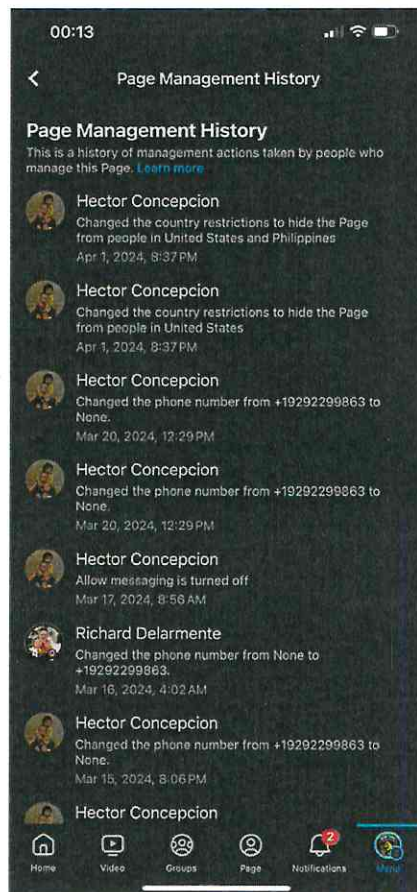 00:13
Page Management History
Page Management History
This is a history of management actions taken by people who
manage this Page. Learn more
Hector Concepcion
Changed the country restrictions to hide the Page
from people in United States and Philippines
Apr 1, 2024, 8:37 PM
Hector Concepcion
Changed the country restrictions to hide the Page
from people in United States
Apr 1, 2024, 8:37 PM
Hector Concepcion
Changed the phone number from +19292299863 to
None.
Mar 20, 2024, 12:29 PM
Hector Concepcion
Changed the phone number from +19292299863 to
None.
Mar 20, 2024, 12:29 PM
Hector Concepcion
Allow messaging is turned off
Mar 17, 2024, 8:56 AM
Richard Delarmente
Changed the phone number from None to
+19292299863.
Mar 16, 2024, 4:02 AM
Hector Concepcion
Changed the phone number from +19292299863 to
None.
Mar 15, 2024, 8:06 PM
Hector Concepcion
2
Home Video Groups Page Notifications Menu